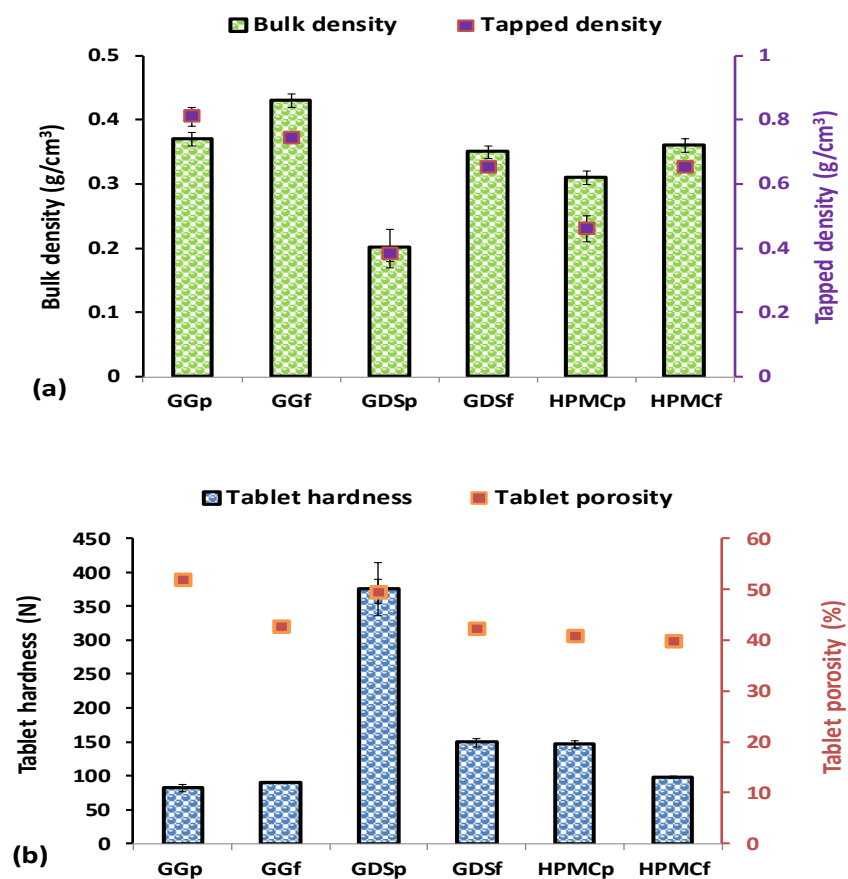 Bulk density Tapped density
0.5
0.4
0.3
0.2
0.1
0
Bulk density (g/cm³)
1
0.8
0.6
0.4
0.2
0
Tapped density (g/cm³)
GGp GGf GDSp GDSf HPMCp HPMCf
(a)
Tablet hardness Tablet porosity
450
400
350
300
250
200
150
100
50
0
Tablet hardness (N)
60
50
40
30
20
10
0
Tablet porosity (%)
GGp GGf GDSp GDSf HPMCp HPMCf
(b)